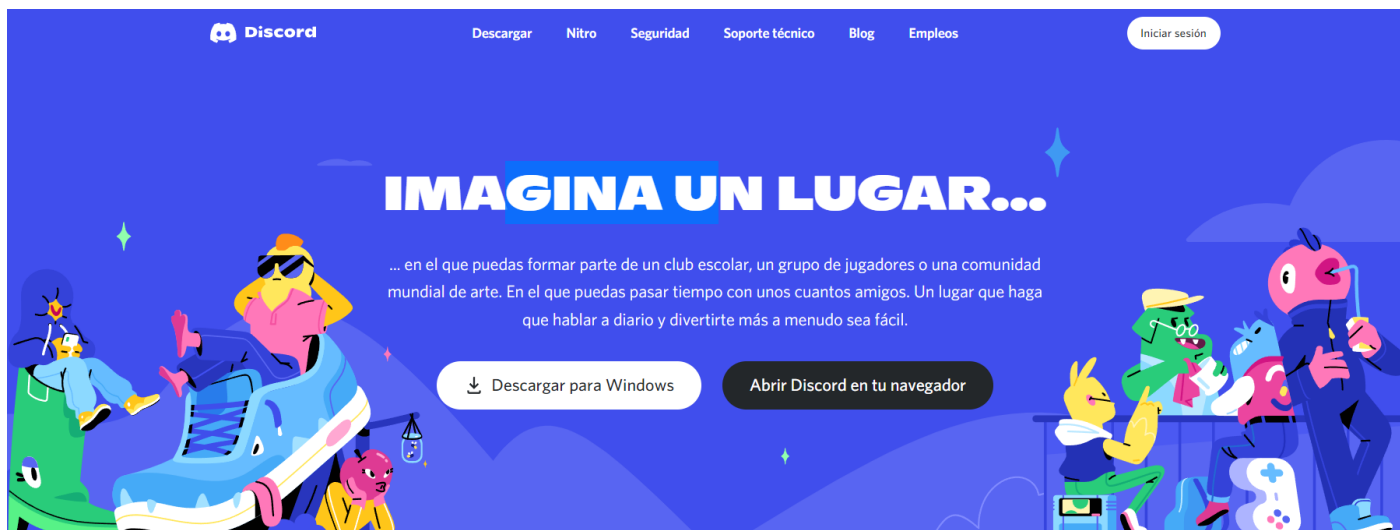 Discord
Descargar Nitro Seguridad Soporte técnico Blog Empleos
Iniciar sesión
IMAGINA UN LUGAR...
... en el que puedas formar parte de un club escolar, un grupo de jugadores o una comunidad
mundial de arte. En el que puedas pasar tiempo con unos cuantos amigos. Un lugar que haga
que hablar a diario y divertirte más a menudo sea fácil.
Descargar para Windows
Abrir Discord en tu navegador